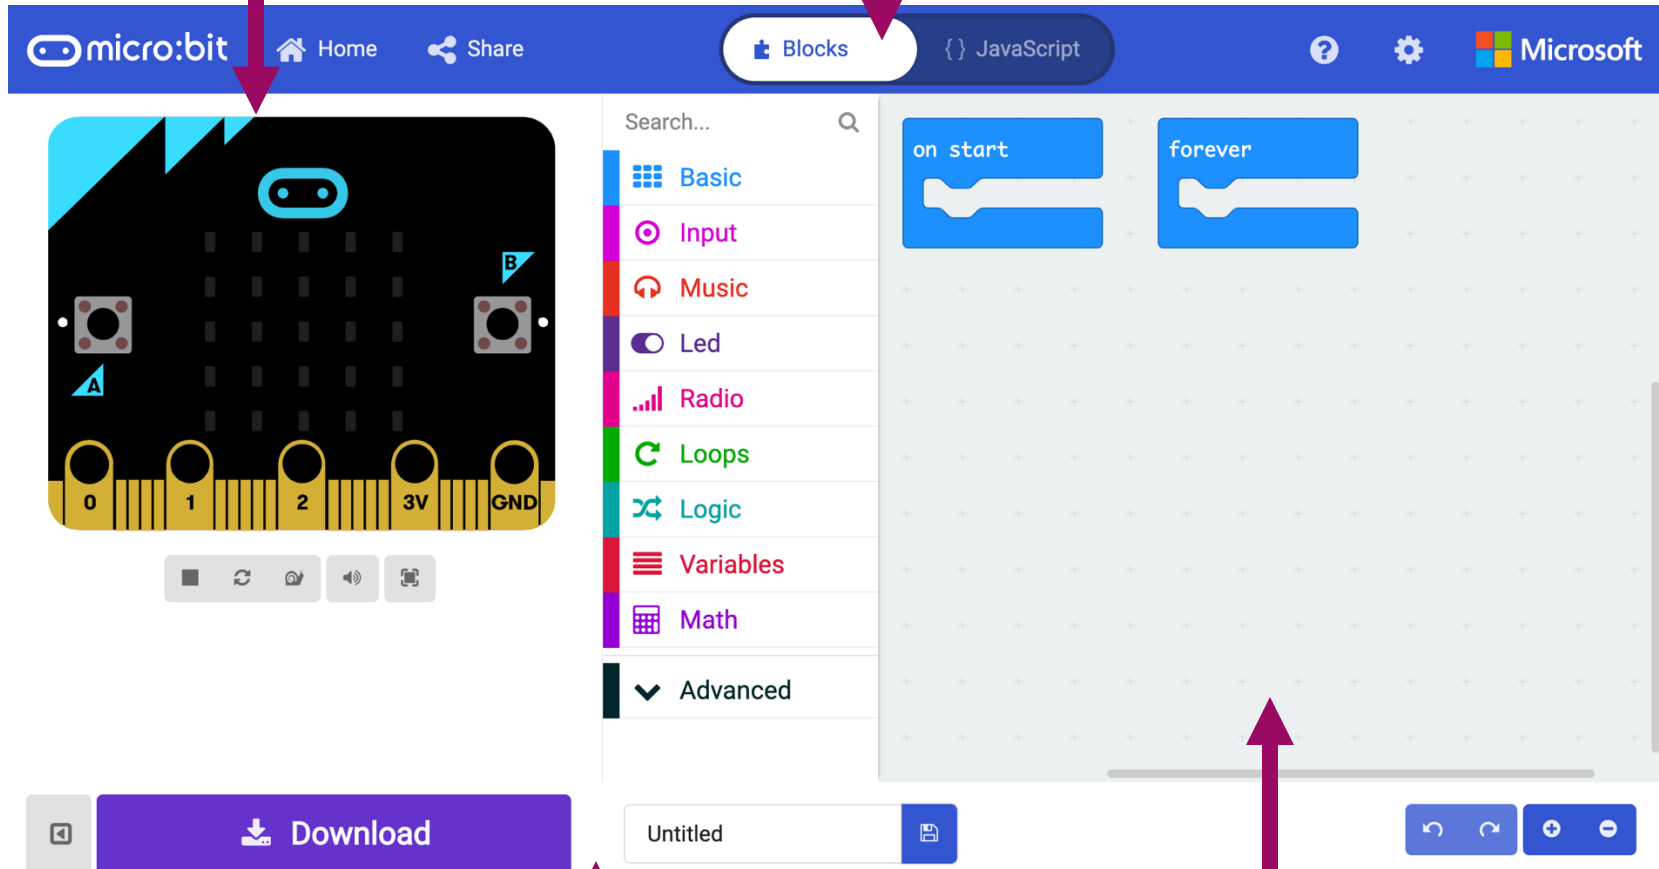 micro:bit Home Share Blocks {} JavaScript ? Microsoft
Search...
Basic
Input
Music
Led
Radio
Loops
Logic
Variables
Math
Advanced
on start
forever
B
A
0 1 2 3V GND
Download
Untitled